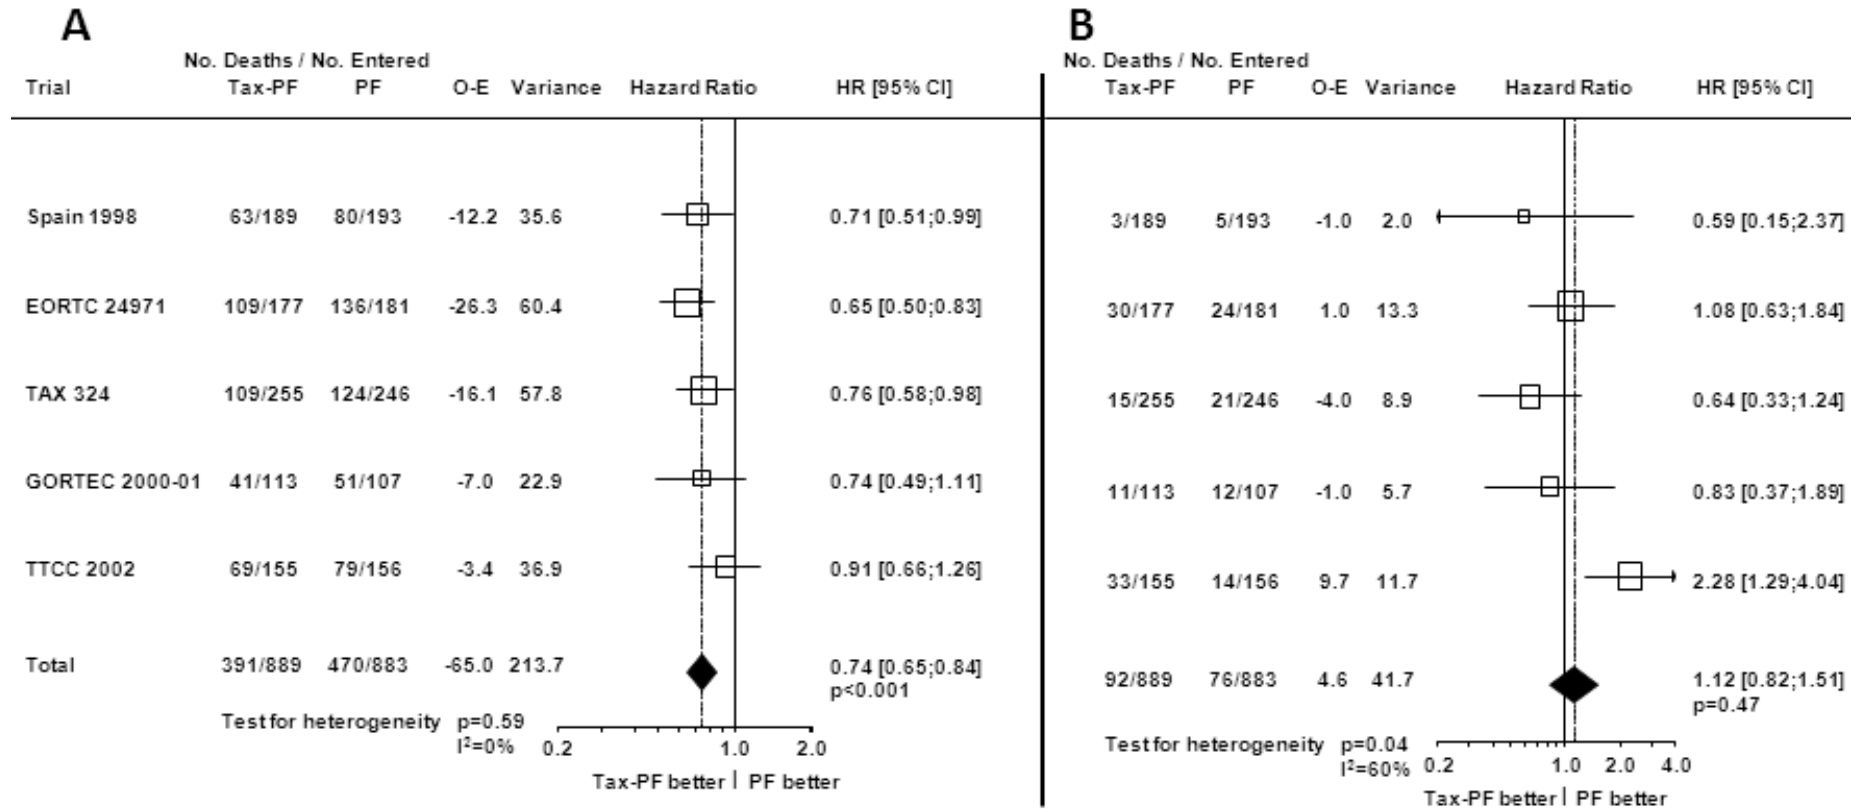 A
No. Deaths / No. Entered
Trial Tax-PF PF O-E Variance Hazard Ratio HR [95% CI]
Spain 1998 63/189 80/193 -12.2 35.6 0.71 [0.51;0.99]
EORTC 24971 109/177 136/181 -26.3 60.4 0.65 [0.50;0.83]
TAX 324 109/255 124/246 -16.1 57.8 0.76 [0.58;0.98]
GORTEC 2000-01 41/113 51/107 -7.0 22.9 0.74 [0.49;1.11]
TTCC 2002 69/155 79/156 -3.4 36.9 0.91 [0.66;1.26]
Total 391/889 470/883 -65.0 213.7 0.74 [0.65;0.84]
p<0.001
Test for heterogeneity p=0.59
I²=0% 0.2 1.0 2.0
Tax-PF better PF better
B
No. Deaths / No. Entered
Tax-PF PF O-E Variance Hazard Ratio HR [95% CI]
3/189 5/193 -1.0 2.0 0.59 [0.15;2.37]
30/177 24/181 1.0 13.3 1.08 [0.63;1.84]
15/255 21/246 -4.0 8.9 0.64 [0.33;1.24]
11/113 12/107 -1.0 5.7 0.83 [0.37;1.89]
33/155 14/156 9.7 11.7 2.28 [1.29;4.04]
92/889 76/883 4.6 41.7 1.12 [0.82;1.51]
p=0.47
Test for heterogeneity p=0.04
I²=60% 0.2 1.0 2.0 4.0
Tax-PF better PF better